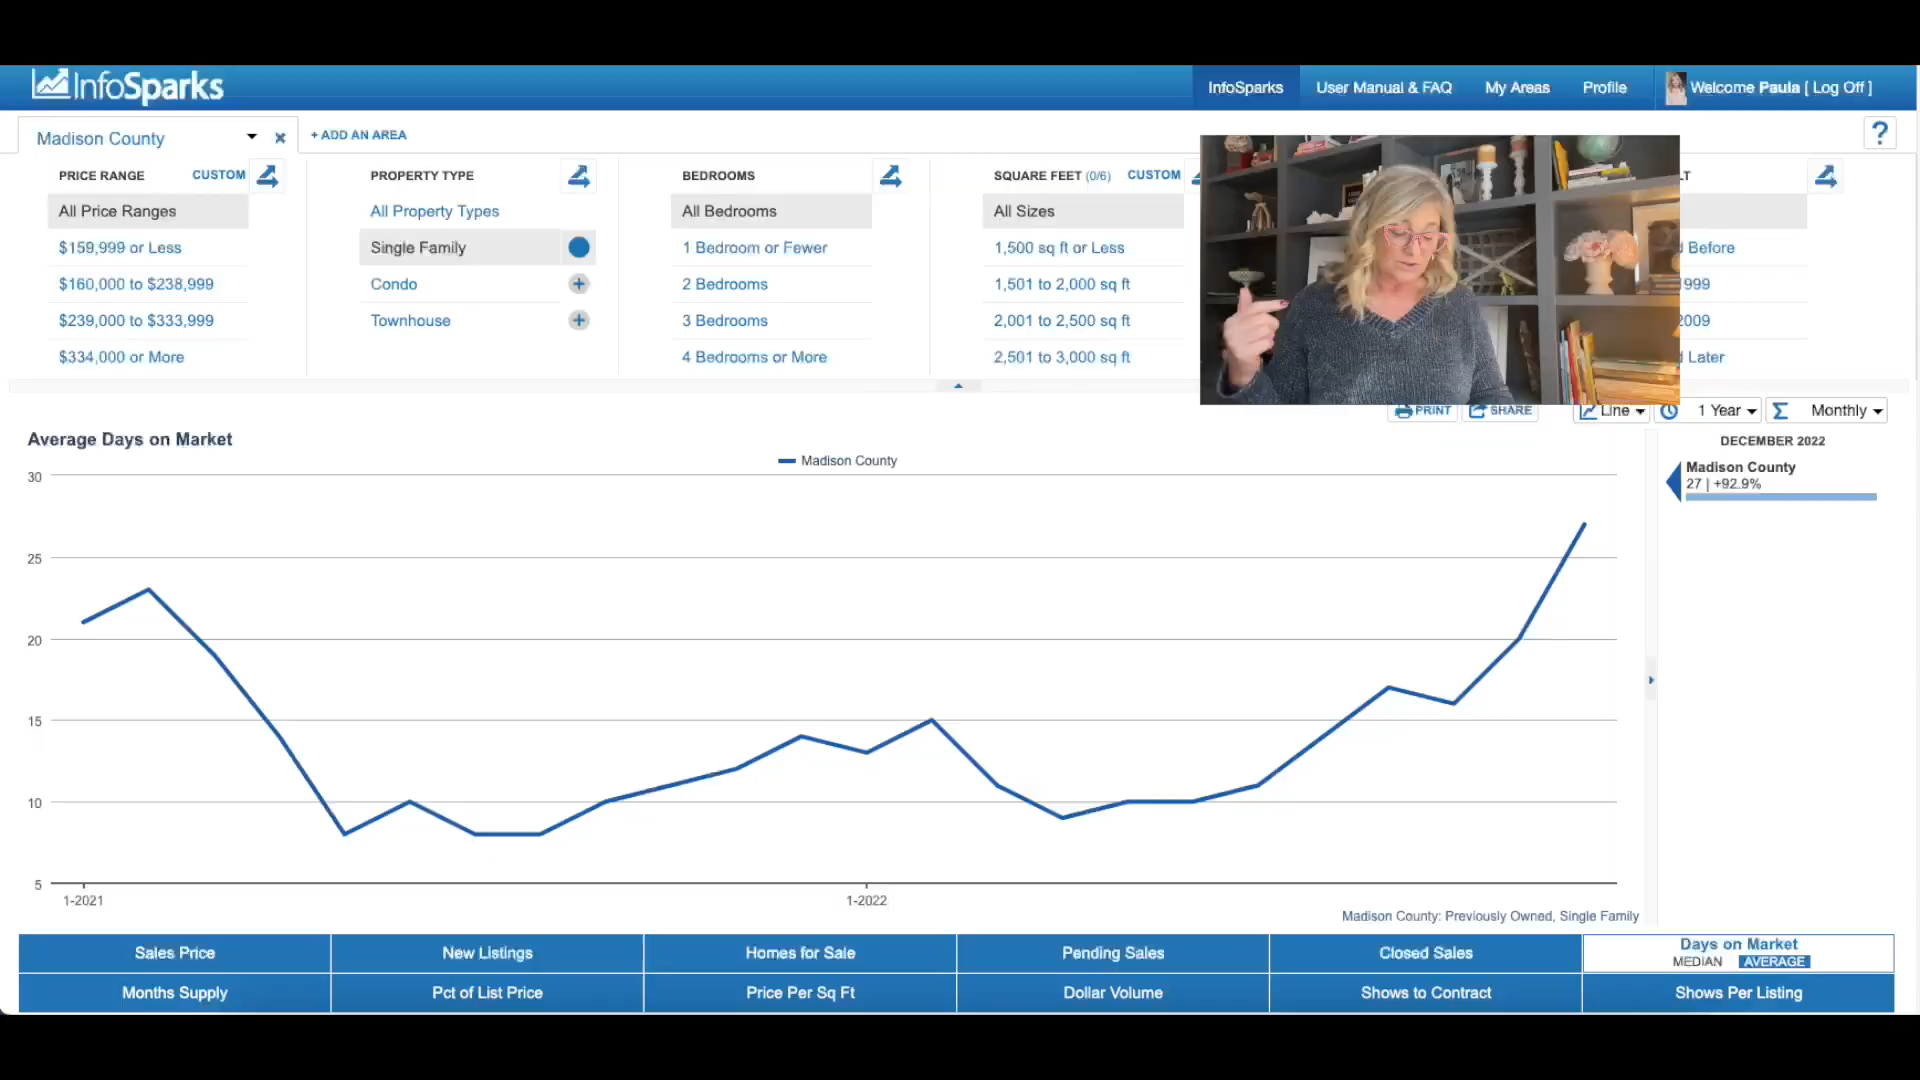 InfoSparks
InfoSparks User Manual & FAQ My Areas Profile Welcome Paula [ Log Off ]
Madison County
+ ADD AN AREA
?
PRICE RANGE CUSTOM
All Price Ranges
$159,999 or Less
$160,000 to $238,999
$239,000 to $333,999
$334,000 or More
PROPERTY TYPE
All Property Types
Single Family
Condo
Townhouse
BEDROOMS
All Bedrooms
1 Bedroom or Fewer
2 Bedrooms
3 Bedrooms
4 Bedrooms or More
SQUARE FEET (0/6) CUSTOM
All Sizes
1,500 sq ft or Less
1,501 to 2,000 sq ft
2,001 to 2,500 sq ft
2,501 to 3,000 sq ft
LT
d Before
1999
2009
d Later
PRINT SHARE Line 1 Year Monthly
Average Days on Market
Madison County
30
25
20
15
10
5
1-2021 1-2022
Madison County: Previously Owned, Single Family
DECEMBER 2022
Madison County
27 | +92.9%
Sales Price New Listings Homes for Sale Pending Sales Closed Sales Days on Market
MEDIAN AVERAGE
Months Supply Pct of List Price Price Per Sq Ft Dollar Volume Shows to Contract Shows Per Listing